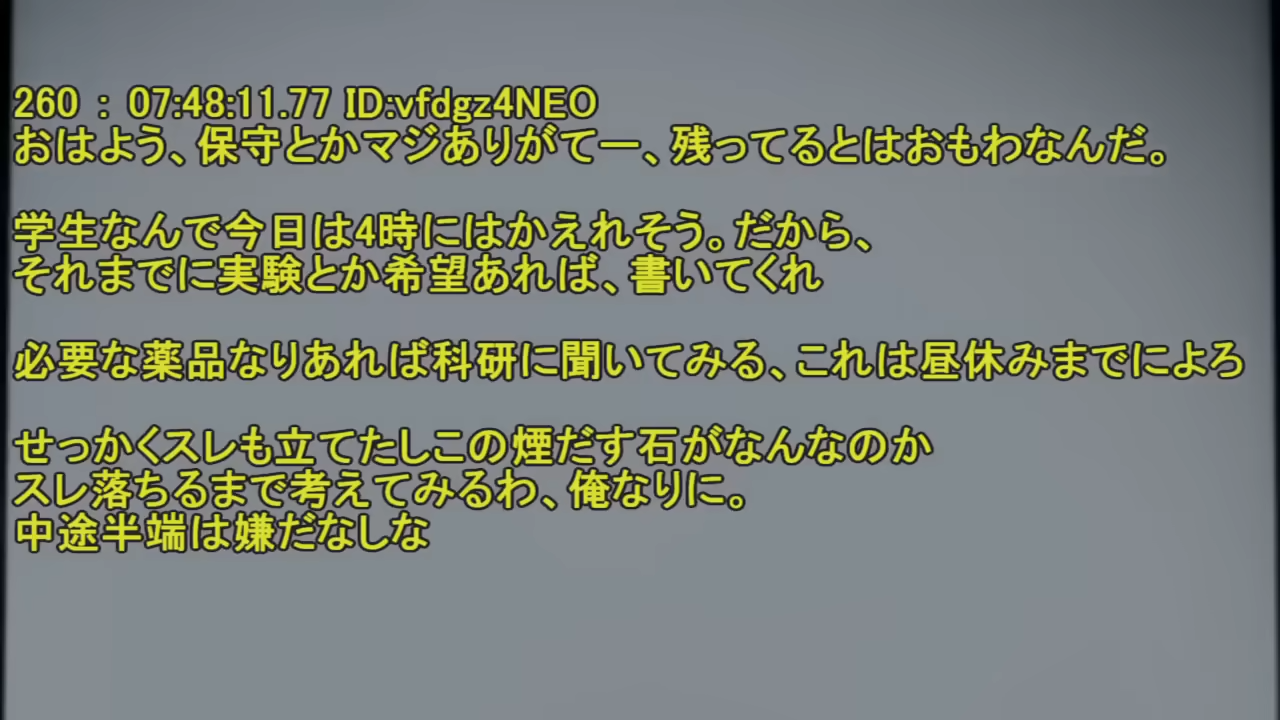 260 : 07:48:11.77 ID:vfdgz4NEO
おはよう、保守とかマジありがてー、残ってるとはおもわなんだ。
学生なんで今日は4時にはかえれそう。だから、
それまでに実験とか希望あれば、書いてくれ
必要な薬品なりあれば科研に聞いてみる、これは昼休みまでによろ
せっかくスレも立てたしこの煙だす石がなんなのか
スレ落ちるまで考えてみるわ、俺なりに。
中途半端は嫌だなしな